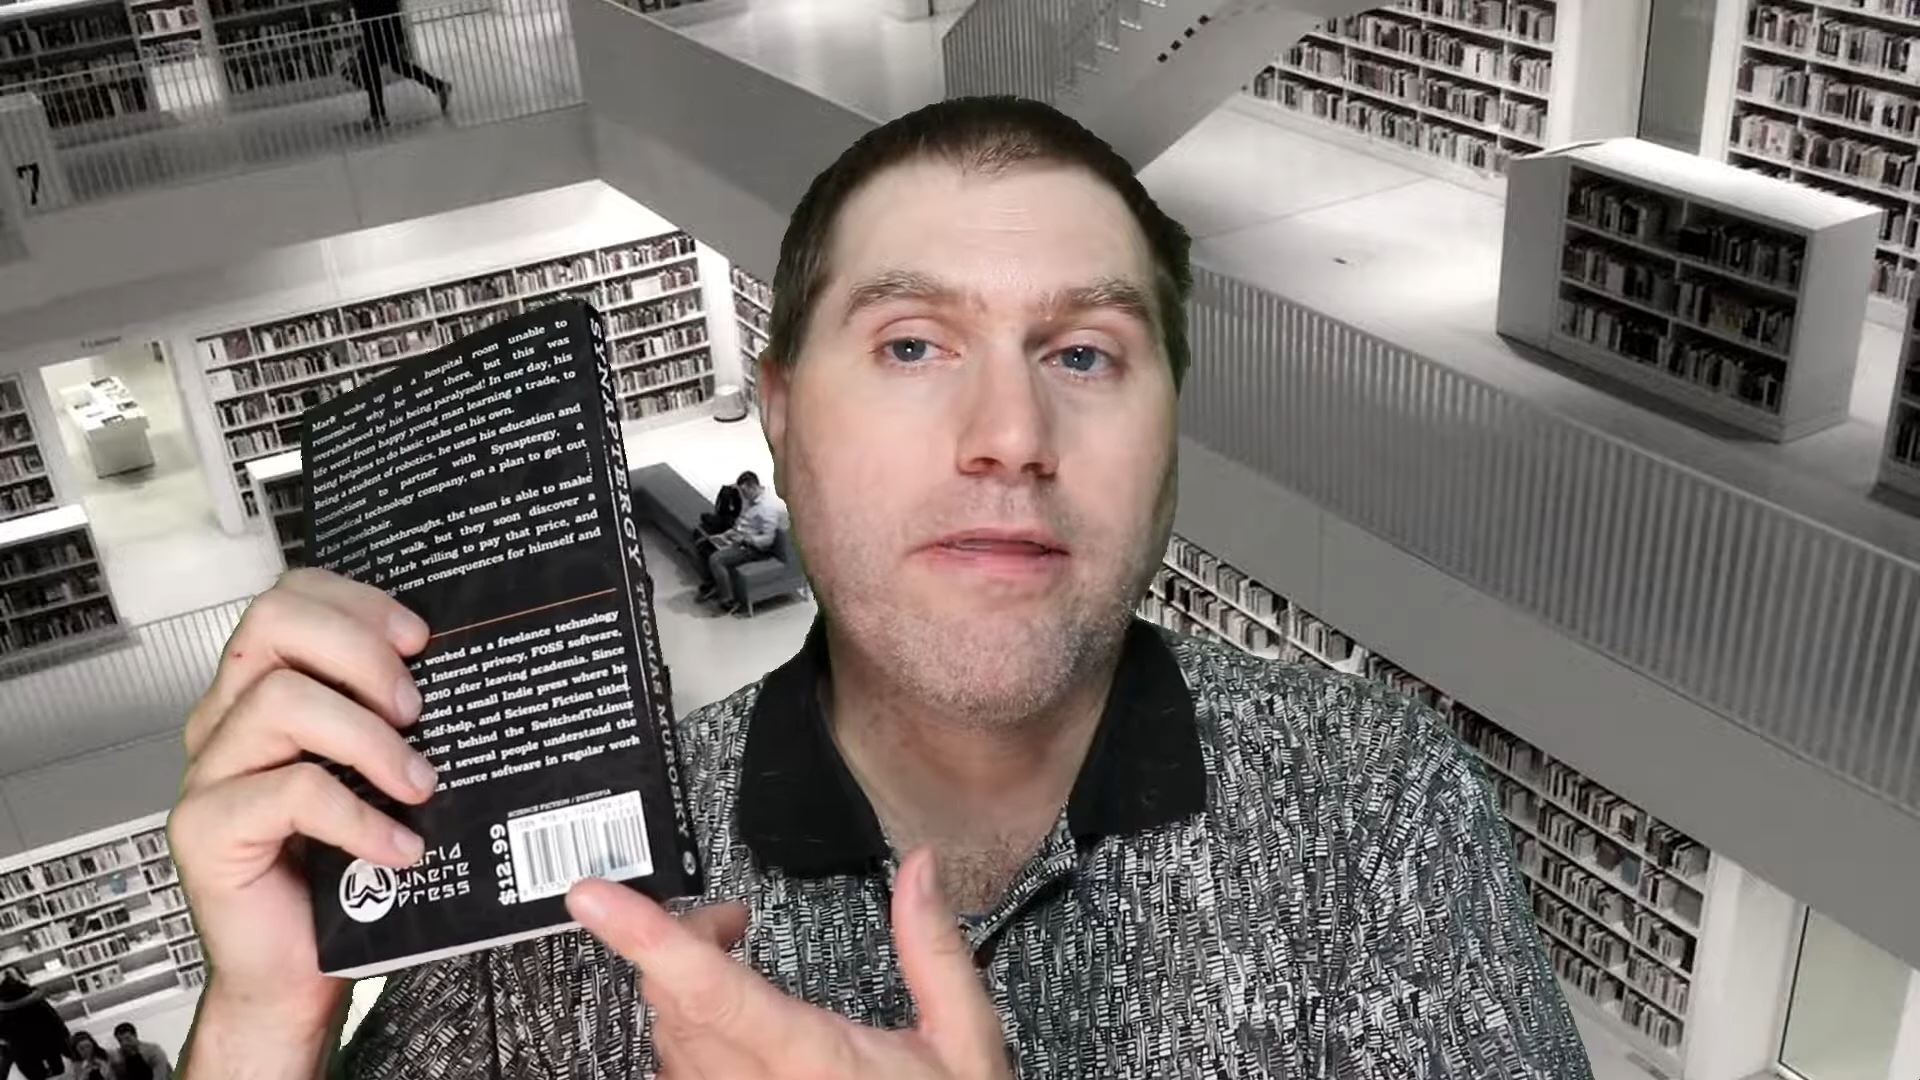 7
Mark woke up in a hospital room unable to
remember why he was there, but this was
overshadowed by his being paralyzed! In one day, his
life went from happy young man learning a trade, to
being helpless to do basic tasks on his own.
Being a student of robotics, he uses his education and
connections to partner with Synaptergy, a
biomedical technology company, on a plan to get out
of his wheelchair.
many breakthroughs, the team is able to make
boy walk, but they soon discover a
Is Mark willing to pay that price, and
consequences for himself and
worked as a freelance technology
on Internet privacy, FOSS software,
2010 after leaving academia. Since
a small Indie press where he
Self-help, and Science Fiction titles,
behind the SwitchedToLinux
several people understand the
source software in regular work
SCIENCE FICTION / DYSTOPIA
$12.99
World
Where
Press
SYNAPTERGY THOMAS MUROSKY